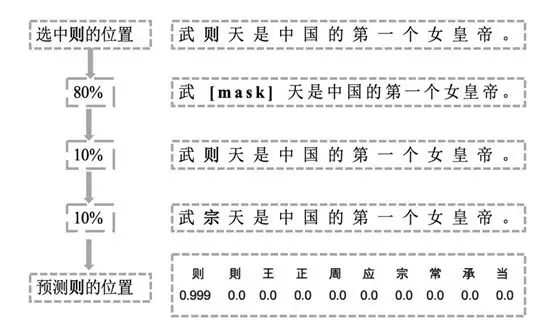 选中则的位置
武则天是中国的第一个女皇帝。
80%
武 [mask] 天是中国的第一个女皇帝。
10%
武则天是中国的第一个女皇帝。
10%
武宗天是中国的第一个女皇帝。
预测则的位置
则 則 王 正 周 应 宗 常 承 当
0.999 0.0 0.0 0.0 0.0 0.0 0.0 0.0 0.0 0.0